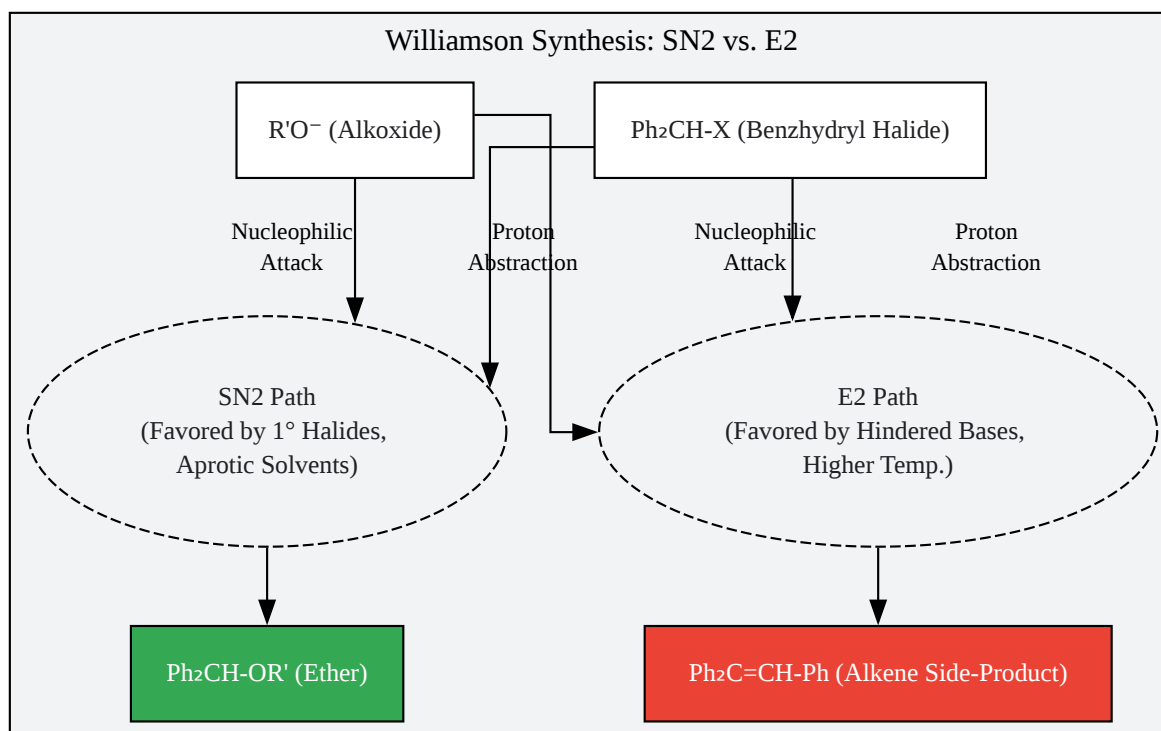 Williamson Synthesis: SN2 vs. E2
R'O⁻ (Alkoxide)
Ph₂CH-X (Benzhydryl Halide)
Nucleophilic
Attack
Proton
Abstraction
Nucleophilic
Attack
Proton
Abstraction
SN2 Path
(Favored by 1° Halides,
Aprotic Solvents)
E2 Path
(Favored by Hindered Bases,
Higher Temp.)
Ph₂CH-OR' (Ether)
Ph₂C=CH-Ph (Alkene Side-Product)